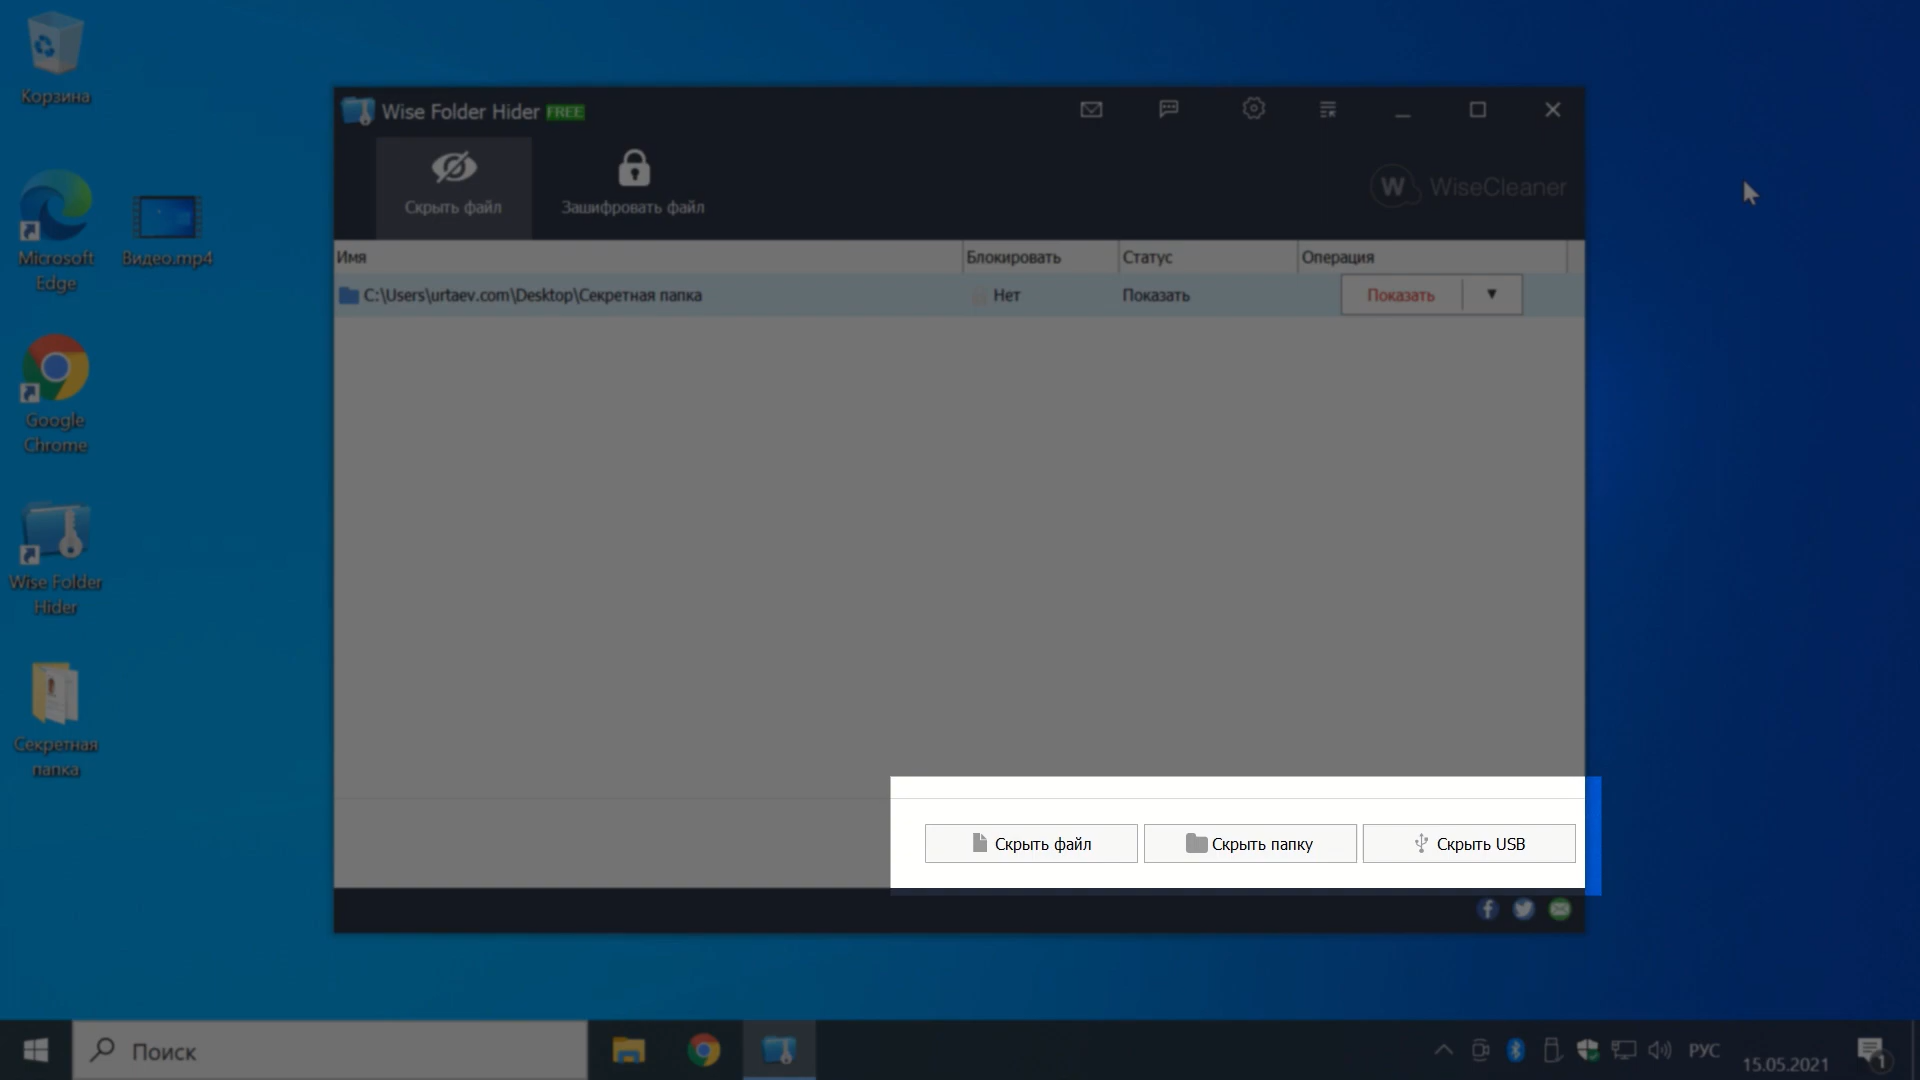 Корзина
Microsoft
Edge
Видео.mp4
Google
Chrome
Wise Folder
Hider
Секретная
папка
Wise Folder Hider FREE
Скрыть файл
Зашифровать файл
W WiseCleaner
Имя Блокировать Статус Операция
C:\Users\urtaev.com\Desktop\Секретная папка Нет Показать Показать
Скрыть файл Скрыть папку Скрыть USB
Поиск
РУС
15.05.2021
1